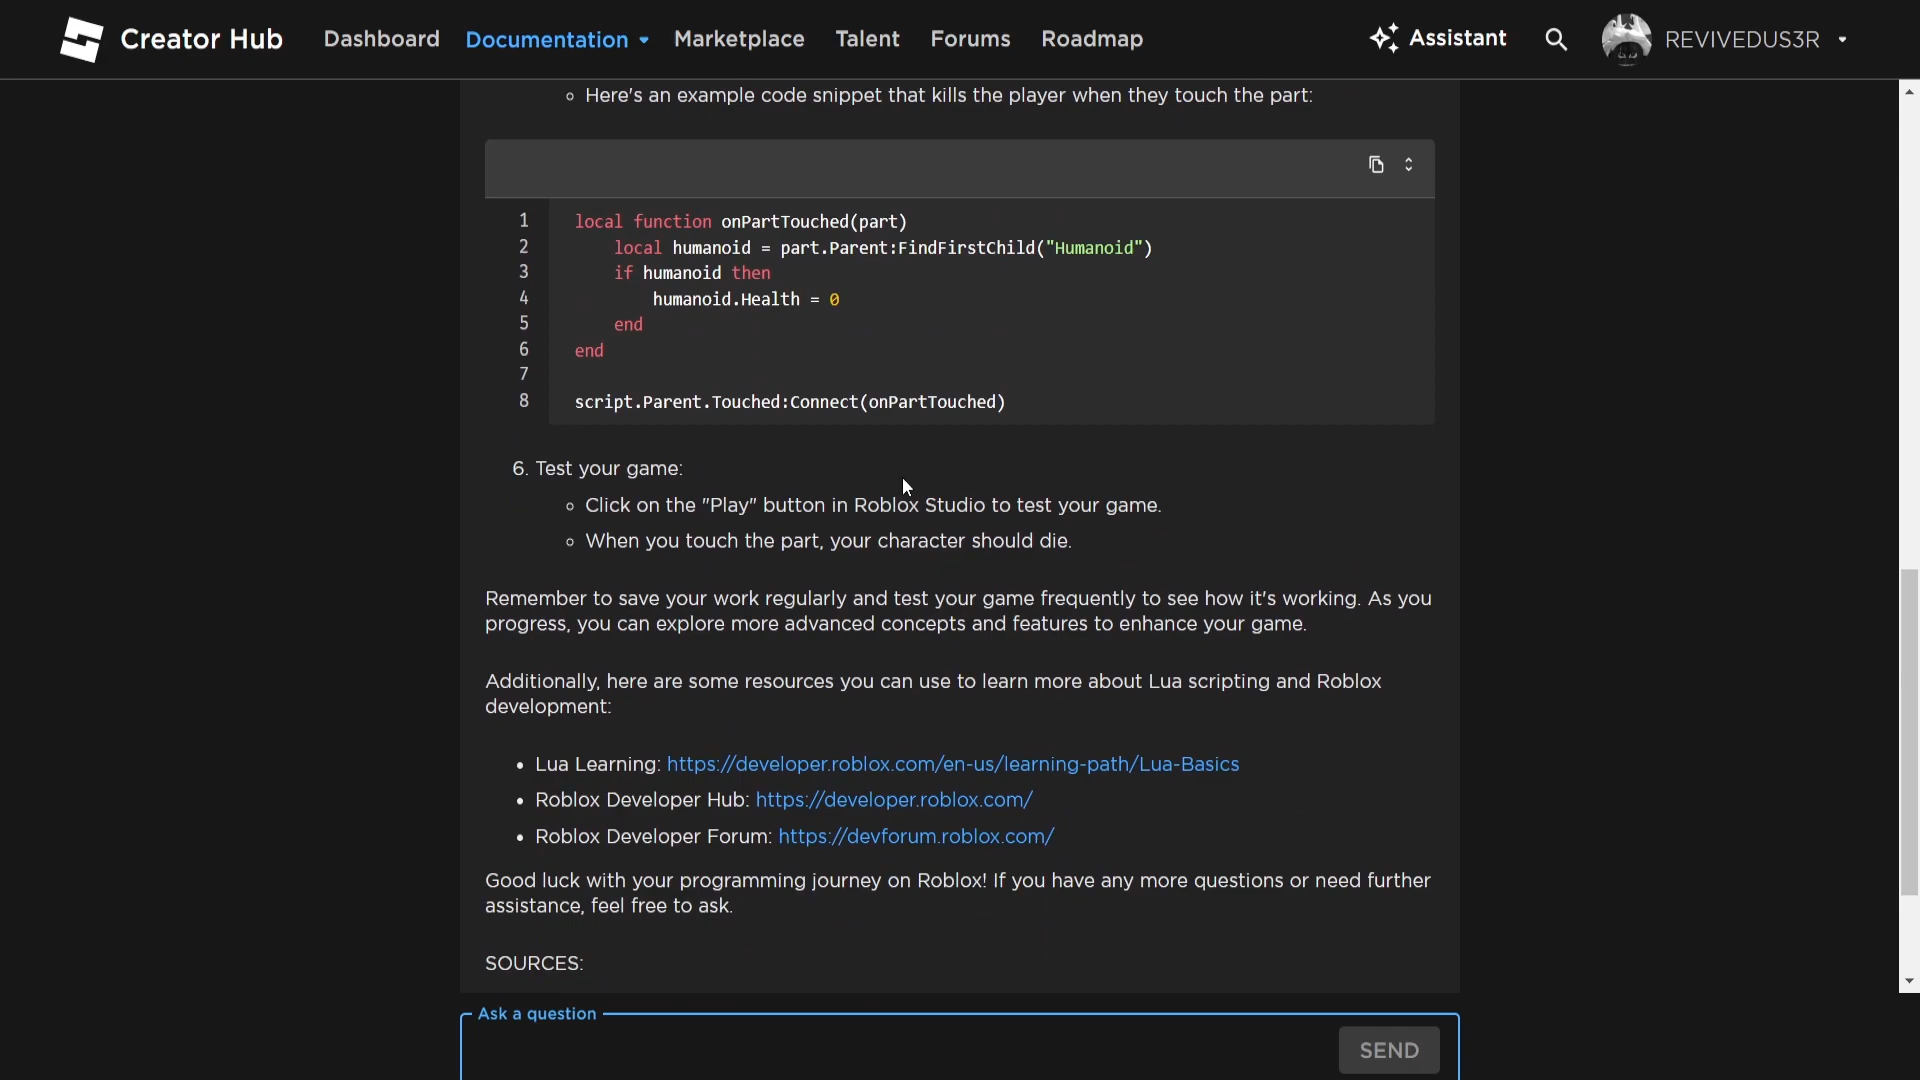 Creator Hub Dashboard Documentation Marketplace Talent Forums Roadmap Assistant REVIVEDUS3R
Here's an example code snippet that kills the player when they touch the part:
1 local function onPartTouched(part)
2 local humanoid = part.Parent:FindFirstChild("Humanoid")
3 if humanoid then
4 humanoid.Health = 0
5 end
6 end
7
8 script.Parent.Touched:Connect(onPartTouched)
6. Test your game:
Click on the "Play" button in Roblox Studio to test your game.
When you touch the part, your character should die.
Remember to save your work regularly and test your game frequently to see how it's working. As you
progress, you can explore more advanced concepts and features to enhance your game.
Additionally, here are some resources you can use to learn more about Lua scripting and Roblox
development:
Lua Learning: https://developer.roblox.com/en-us/learning-path/Lua-Basics
Roblox Developer Hub: https://developer.roblox.com/
Roblox Developer Forum: https://devforum.roblox.com/
Good luck with your programming journey on Roblox! If you have any more questions or need further
assistance, feel free to ask.
SOURCES:
Ask a question
SEND